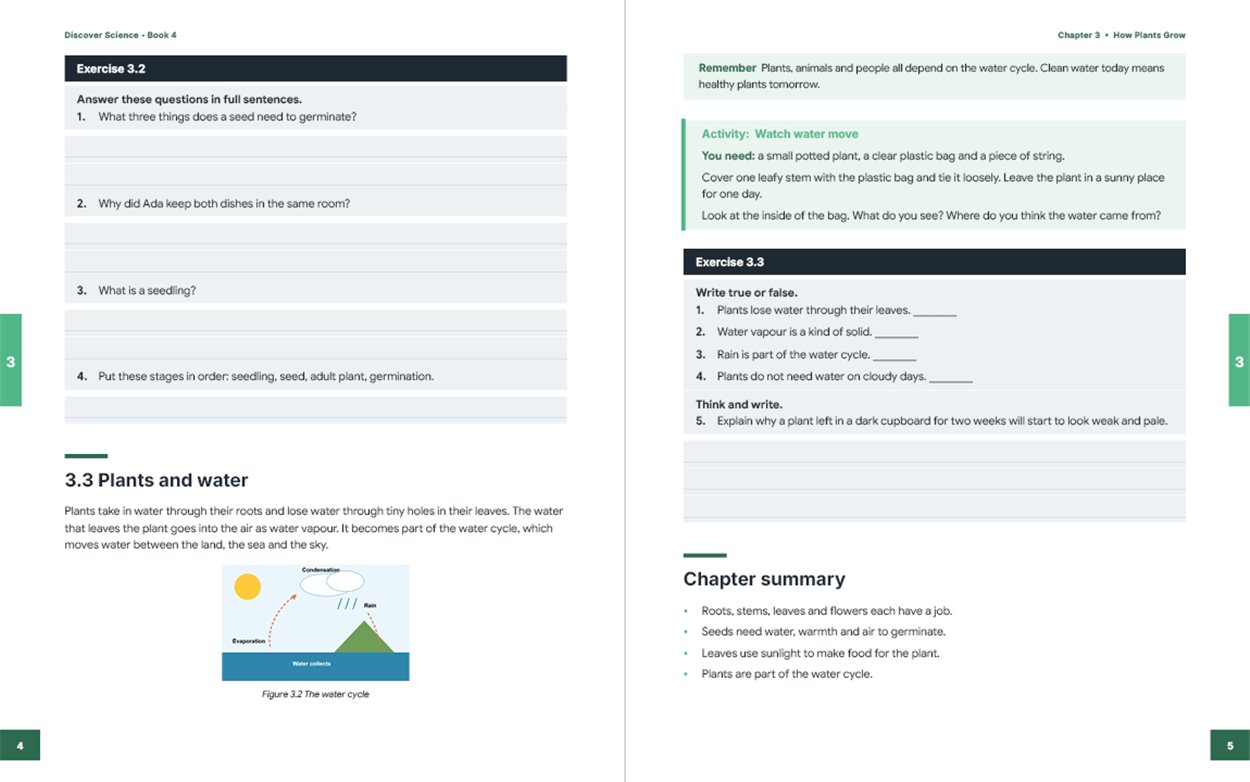 Discover Science - Book 4
Exercise 3.2
Answer these questions in full sentences.
1. What three things does a seed need to germinate?
2. Why did Ada keep both dishes in the same room?
3. What is a seedling?
4. Put these stages in order: seedling, seed, adult plant, germination.
3
3.3 Plants and water
Plants take in water through their roots and lose water through tiny holes in their leaves. The water
that leaves the plant goes into the air as water vapour. It becomes part of the water cycle, which
moves water between the land, the sea and the sky.
Condensation
Rain
Evaporation
Water collects
Figure 3.2 The water cycle
4
Chapter 3 • How Plants Grow
Remember Plants, animals and people all depend on the water cycle. Clean water today means
healthy plants tomorrow.
Activity: Watch water move
You need: a small potted plant, a clear plastic bag and a piece of string.
Cover one leafy stem with the plastic bag and tie it loosely. Leave the plant in a sunny place
for one day.
Look at the inside of the bag. What do you see? Where do you think the water came from?
Exercise 3.3
Write true or false.
1. Plants lose water through their leaves. _______
2. Water vapour is a kind of solid. _______
3. Rain is part of the water cycle. _______
4. Plants do not need water on cloudy days. _______
Think and write.
5. Explain why a plant left in a dark cupboard for two weeks will start to look weak and pale.
3
Chapter summary
• Roots, stems, leaves and flowers each have a job.
• Seeds need water, warmth and air to germinate.
• Leaves use sunlight to make food for the plant.
• Plants are part of the water cycle.
5